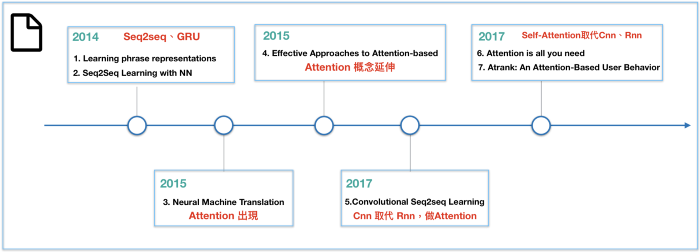 2014 Seq2seq、GRU
1. Learning phrase representations
2. Seq2Seq Learning with NN
2015
3. Neural Machine Translation
Attention 出現
2015
4. Effective Approaches to Attention-based
Attention 概念延伸
2017
5.Convolutional Seq2seq Learning
Cnn 取代 Rnn，做Attention
2017 Self-Attention取代Cnn、Rnn
6. Attention is all you need
7. Atrank: An Attention-Based User Behavior